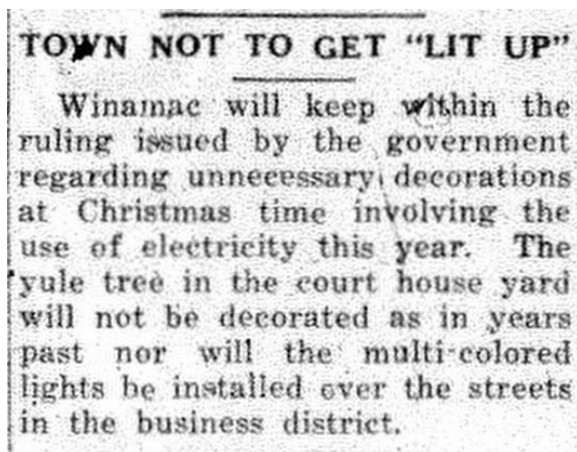 TOWN NOT TO GET "LIT UP"
Winamac will keep within the
ruling issued by the government
regarding unnecessary decorations
at Christmas time involving the
use of electricity this year. The
yule tree in the court house yard
will not be decorated as in years
past nor will the multi-colored
lights be installed over the streets
in the business district.